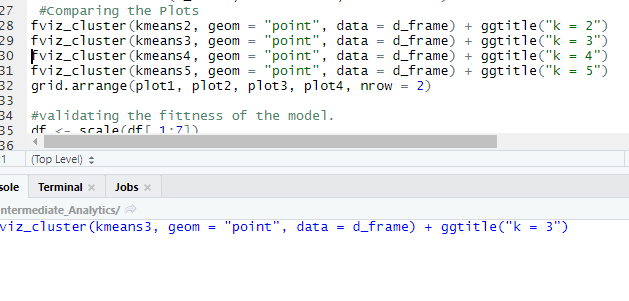 27 #Comparing the Plots
28 fviz_cluster(kmeans2, geom = "point", data = d_frame) + ggtitle("k = 2")
29 fviz_cluster(kmeans3, geom = "point", data = d_frame) + ggtitle("k = 3")
30 fviz_cluster(kmeans4, geom = "point", data = d_frame) + ggtitle("k = 4")
31 fviz_cluster(kmeans5, geom = "point", data = d_frame) + ggtitle("k = 5")
32 grid.arrange(plot1, plot2, plot3, plot4, nrow = 2)
33
34 #validating the fittness of the model.
35 df <- scale(df[ 1:7])
36
1 (Top Level)
sole Terminal × Jobs ×
ntermediate_Analytics/
viz_cluster(kmeans3, geom = "point", data = d_frame) + ggtitle("k = 3")